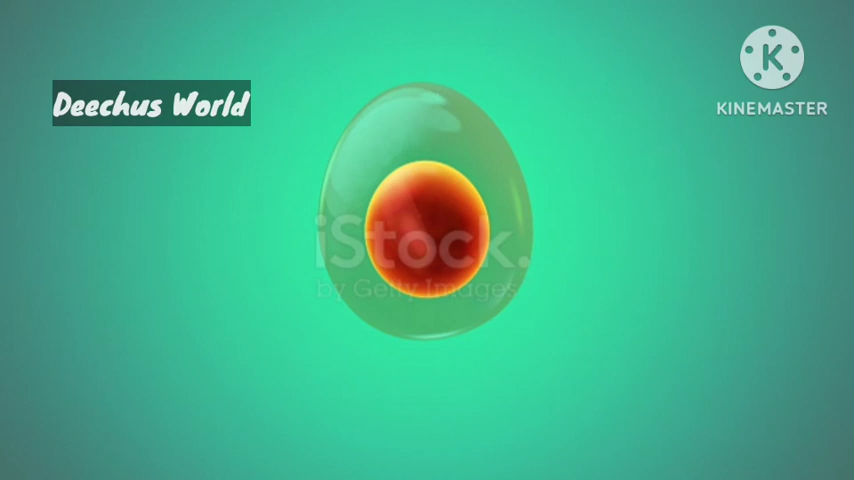 Deechus World
K
KINEMASTER
iStock.
by Getty Images